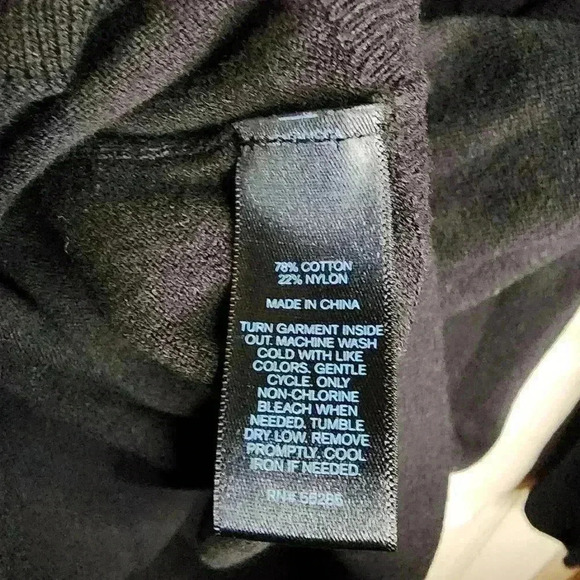 78% COTTON
22% NYLON
MADE IN CHINA
TURN GARMENT INSIDE
OUT. MACHINE WASH
COLD WITH LIKE
COLORS. GENTLE
CYCLE. ONLY
NON-CHLORINE
BLEACH WHEN
NEEDED. TUMBLE
DRY LOW. REMOVE
PROMPTLY. COOL
IRON IF NEEDED.
RN#